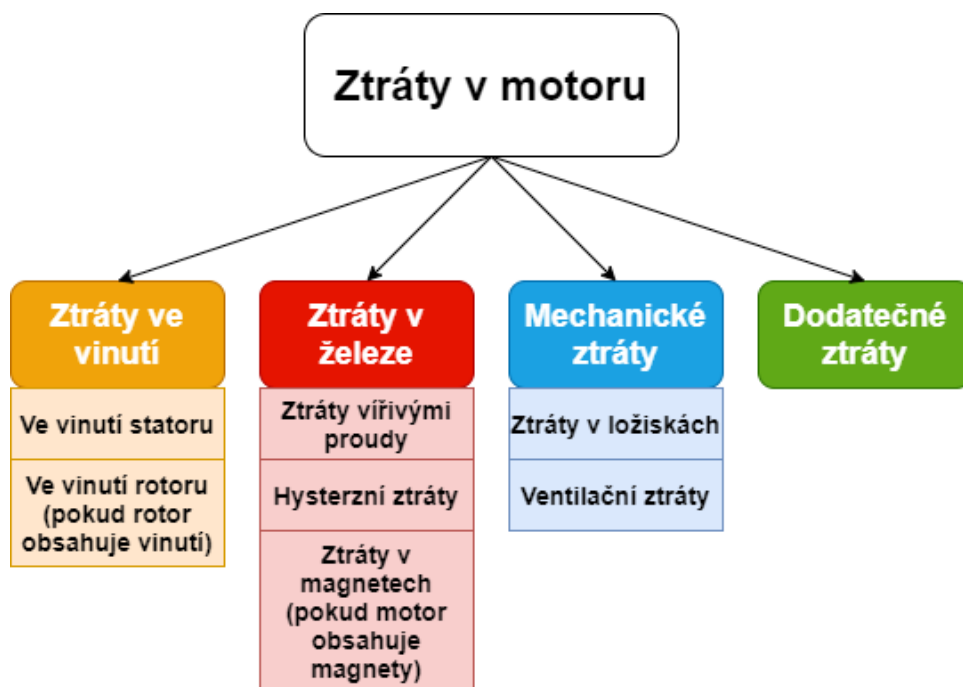 Ztráty v motoru
Ztráty ve
vinutí
Ztráty v
železe
Mechanické
ztráty
Dodatečné
ztráty
Ve vinutí statoru
Ve vinutí rotoru
(pokud rotor
obsahuje vinutí)
Ztráty vířivými
proudy
Hysterzní ztráty
Ztráty v
magnetech
(pokud motor
obsahuje
magnety)
Ztráty v ložiskách
Ventilační ztráty